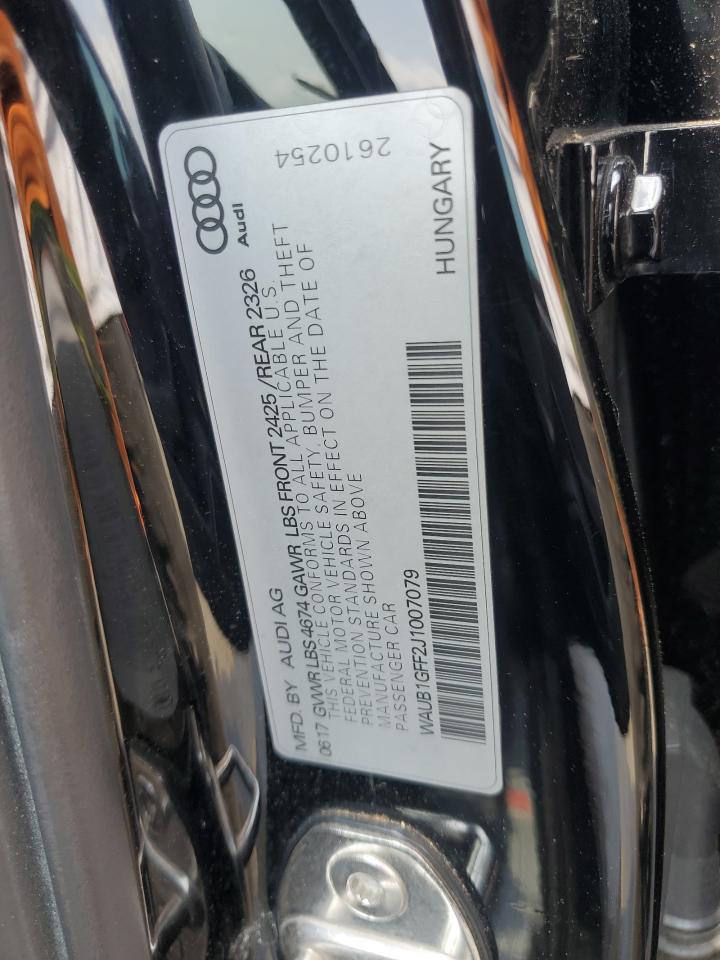 MFD. BY AUDI AG
Audi
0617 GVWR LBS 4674 GAWR LBS FRONT 2425 / REAR 2326
THIS VEHICLE CONFORMS TO ALL APPLICABLE U.S.
FEDERAL MOTOR VEHICLE SAFETY, BUMPER AND THEFT
PREVENTION STANDARDS IN EFFECT ON THE DATE OF
MANUFACTURE SHOWN ABOVE
PASSENGER CAR
2610254
WAUB1GFF2J1007079
HUNGARY